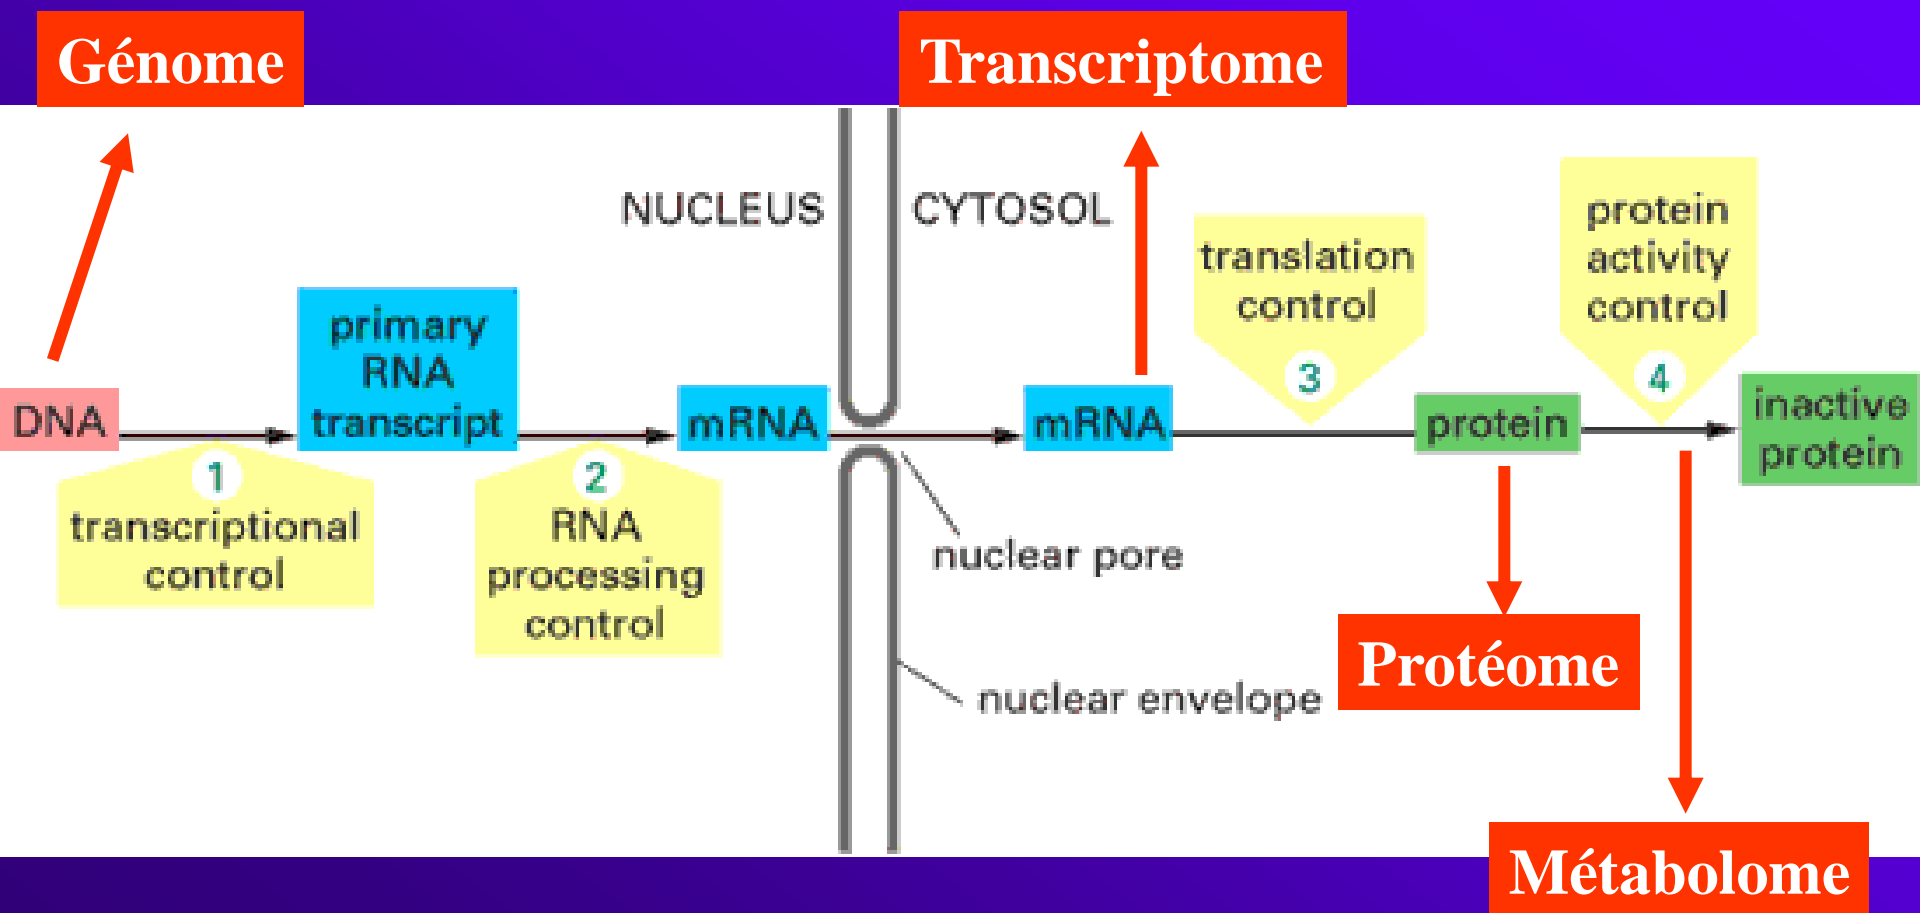 Génome
Transcriptome
NUCLEUS
CYTOSOL
translation
control
3
protein
activity
control
4
primary
RNA
transcript
DNA
mRNA
mRNA
protein
inactive
protein
1
transcriptional
control
2
RNA
processing
control
nuclear pore
nuclear envelope
Protéome
Métabolome